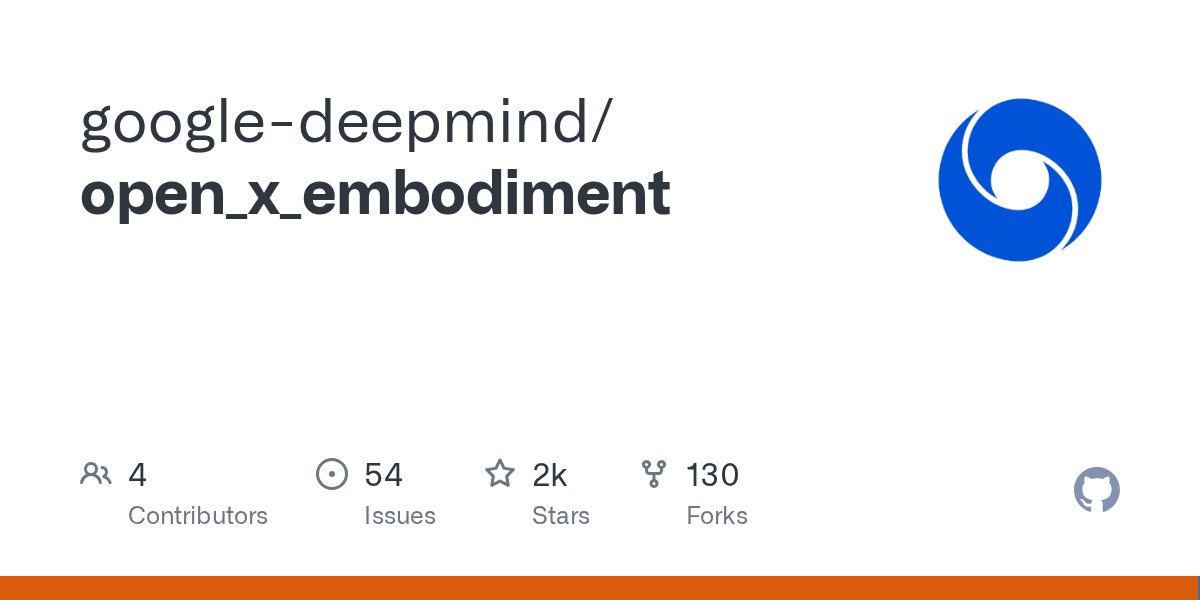 google-deepmind/
open_x_embodiment
4
Contributors
54
Issues
2k
Stars
130
Forks